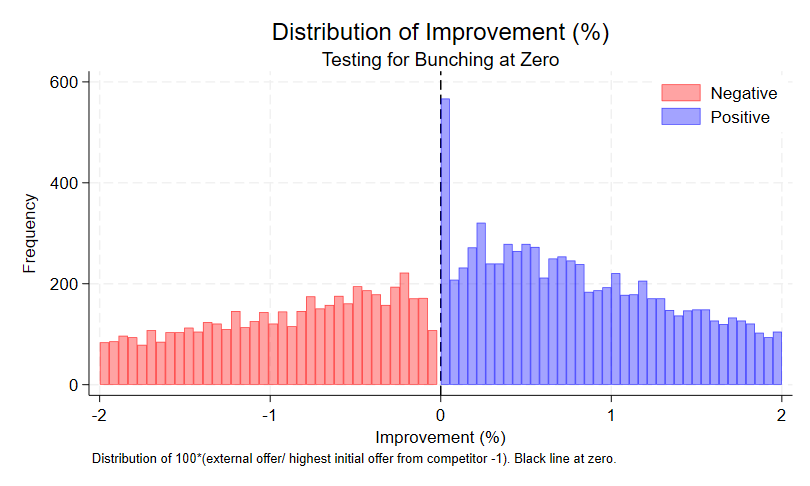 Distribution of Improvement (%)
Testing for Bunching at Zero
Negative
Positive
Frequency
600
400
200
0
-2
-1
0
1
2
Improvement (%)
Distribution of 100*(external offer/ highest initial offer from competitor -1). Black line at zero.